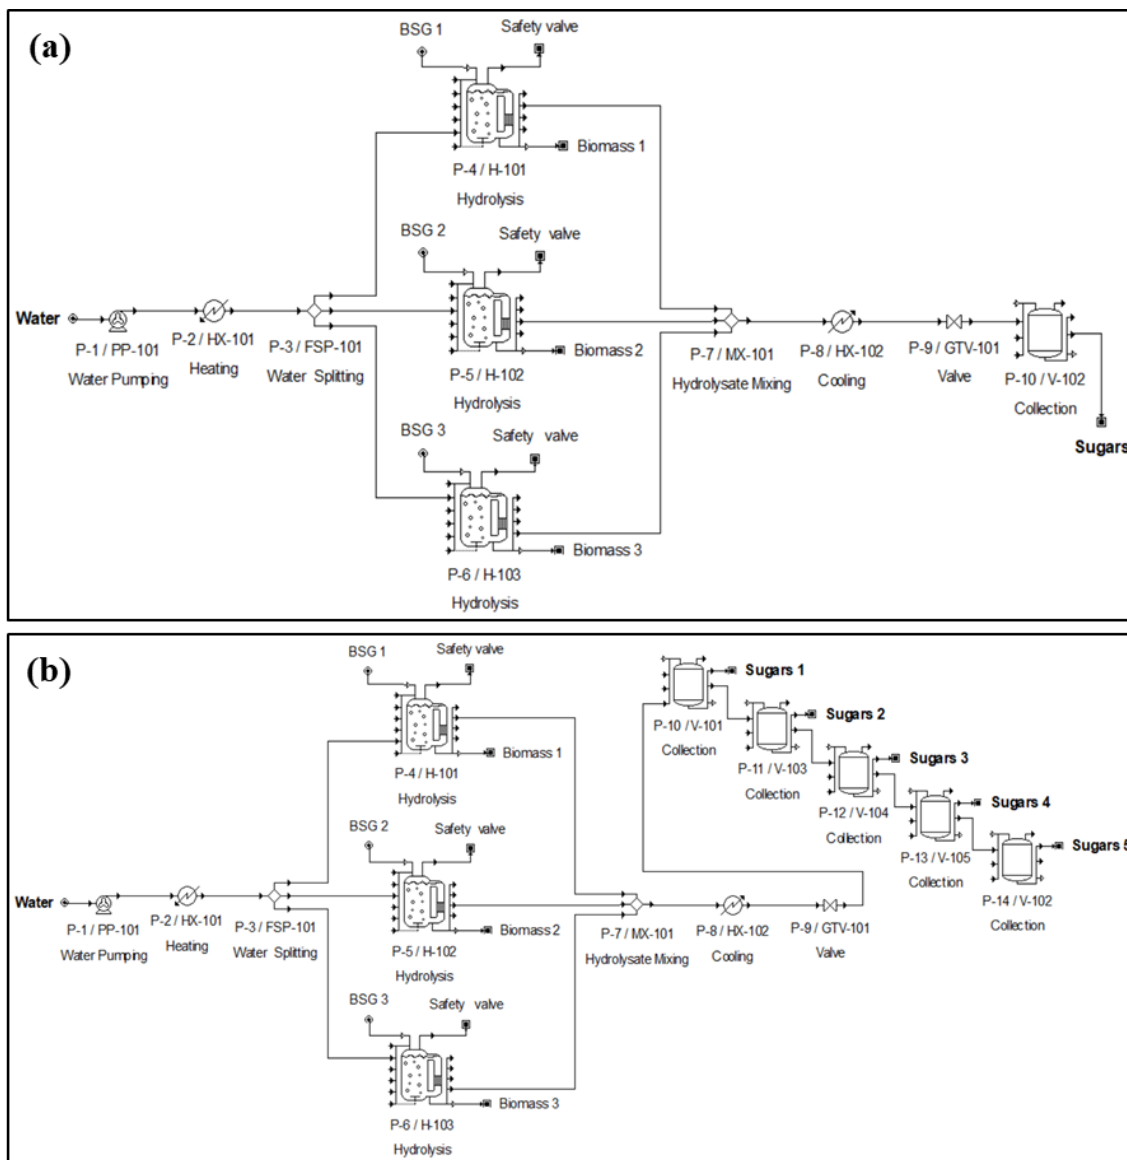 (a)
BSG 1
Safety valve
Biomass 1
P-4 / H-101
Hydrolysis
BSG 2
Safety valve
Water
P-1 / PP-101
Water Pumping
P-2 / HX-101
Heating
P-3 / FSP-101
Water Splitting
Biomass 2
P-5 / H-102
Hydrolysis
P-7 / MX-101
Hydrolysate Mixing
P-8 / HX-102
Cooling
P-9 / GTV-101
Valve
P-10 / V-102
Collection
Sugars
BSG 3
Safety valve
Biomass 3
P-6 / H-103
Hydrolysis
(b)
BSG 1
Safety valve
Biomass 1
P-4 / H-101
Hydrolysis
Sugars 1
P-10 / V-101
Collection
Sugars 2
P-11 / V-103
Collection
Sugars 3
P-12 / V-104
Collection
Sugars 4
P-13 / V-105
Collection
Sugars 5
P-14 / V-102
Collection
BSG 2
Safety valve
Water
P-1 / PP-101
Water Pumping
P-2 / HX-101
Heating
P-3 / FSP-101
Water Splitting
Biomass 2
P-5 / H-102
Hydrolysis
P-7 / MX-101
Hydrolysate Mixing
P-8 / HX-102
Cooling
P-9 / GTV-101
Valve
BSG 3
Safety valve
Biomass 3
P-6 / H-103
Hydrolysis